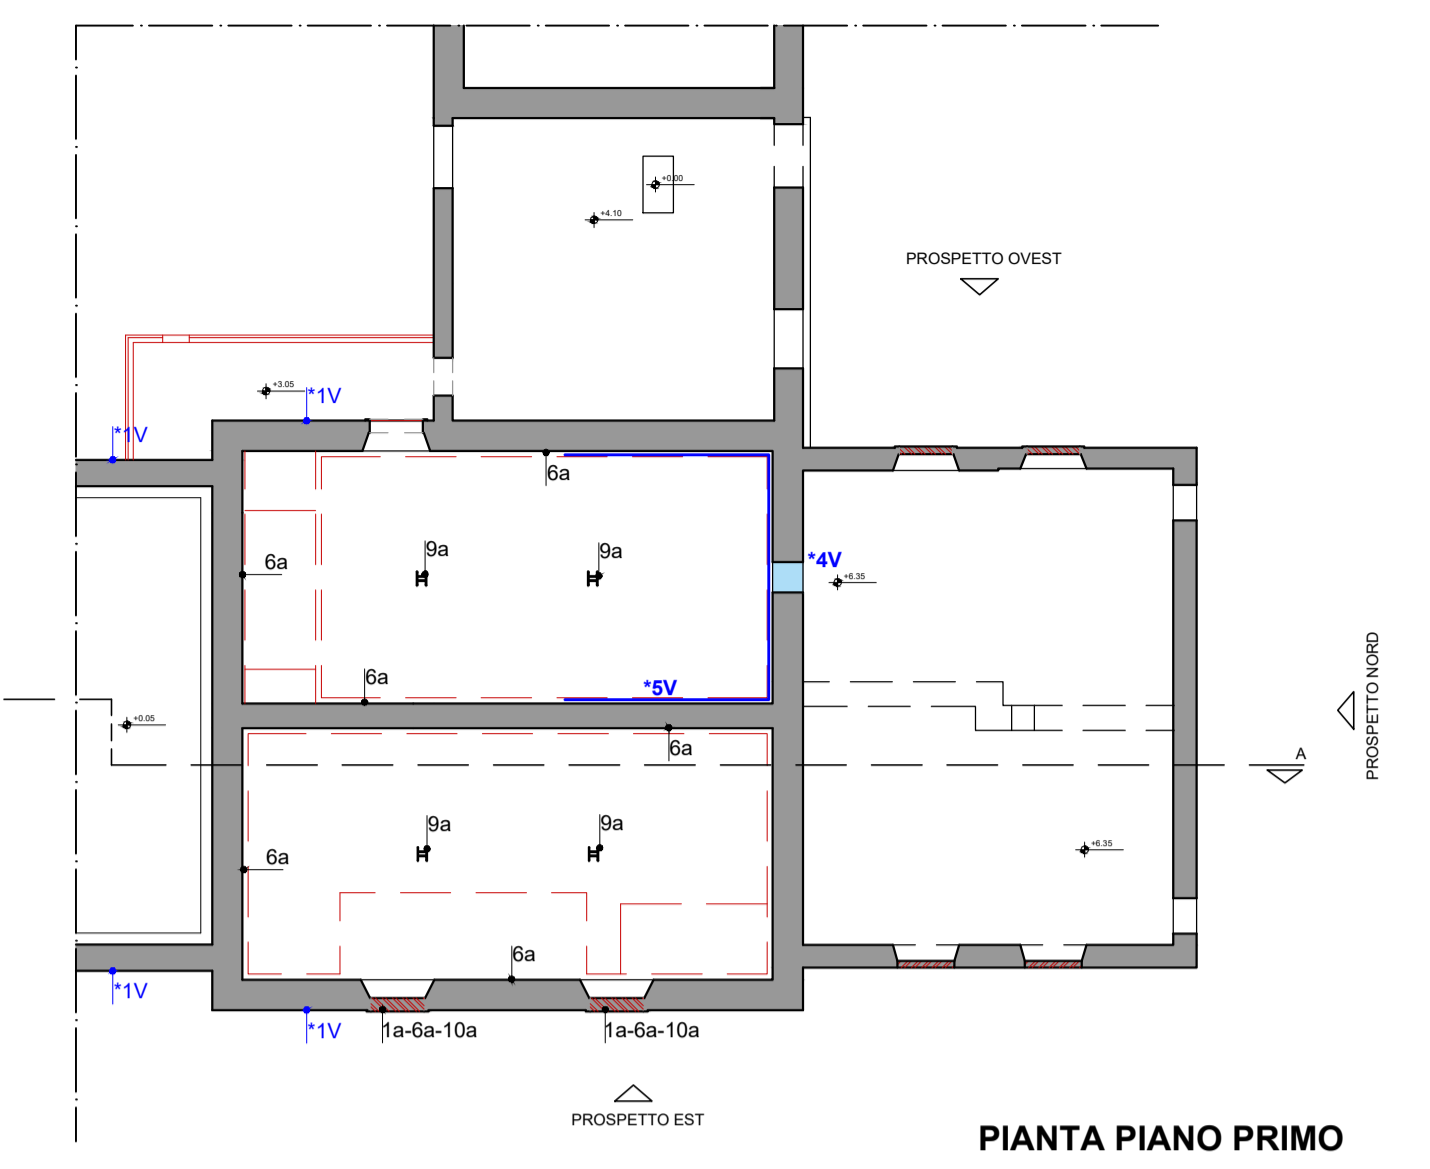 +0.00
+4.10
PROSPETTO OVEST
+3.05
*1V
*1V
6a
9a
9a
6a
*4V
+6.35
6a
*5V
PROSPETTO NORD
+0.05
6a
A
9a
9a
6a
+6.35
6a
*1V
*1V
1a-6a-10a
1a-6a-10a
PROSPETTO EST
PIANTA PIANO PRIMO